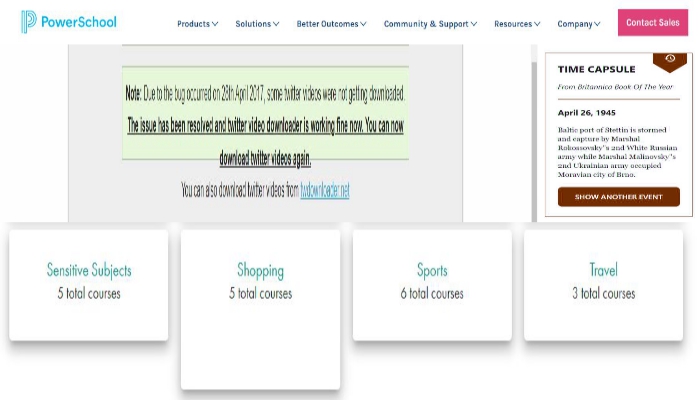 PowerSchool
Products Solutions Better Outcomes Community & Support Resources Company Contact Sales
Note: Due to the bug occurred on 28th April 2017, some twitter videos were not getting downloaded.
The issue has been resolved and twitter video downloader is working fine now. You can now
download twitter videos again.
You can also download twitter videos from twdownloader.net
TIME CAPSULE
From Britannica Book Of The Year
April 26, 1945
Baltic port of Stettin is stormed
and capture by Marshal
Rokossovsky"s 2nd White Russian
army while Marshal Malinovsky"s
2nd Ukrainian army occupied
Moravian city of Brno.
SHOW ANOTHER EVENT
Sensitive Subjects
5 total courses
Shopping
5 total courses
Sports
6 total courses
Travel
3 total courses